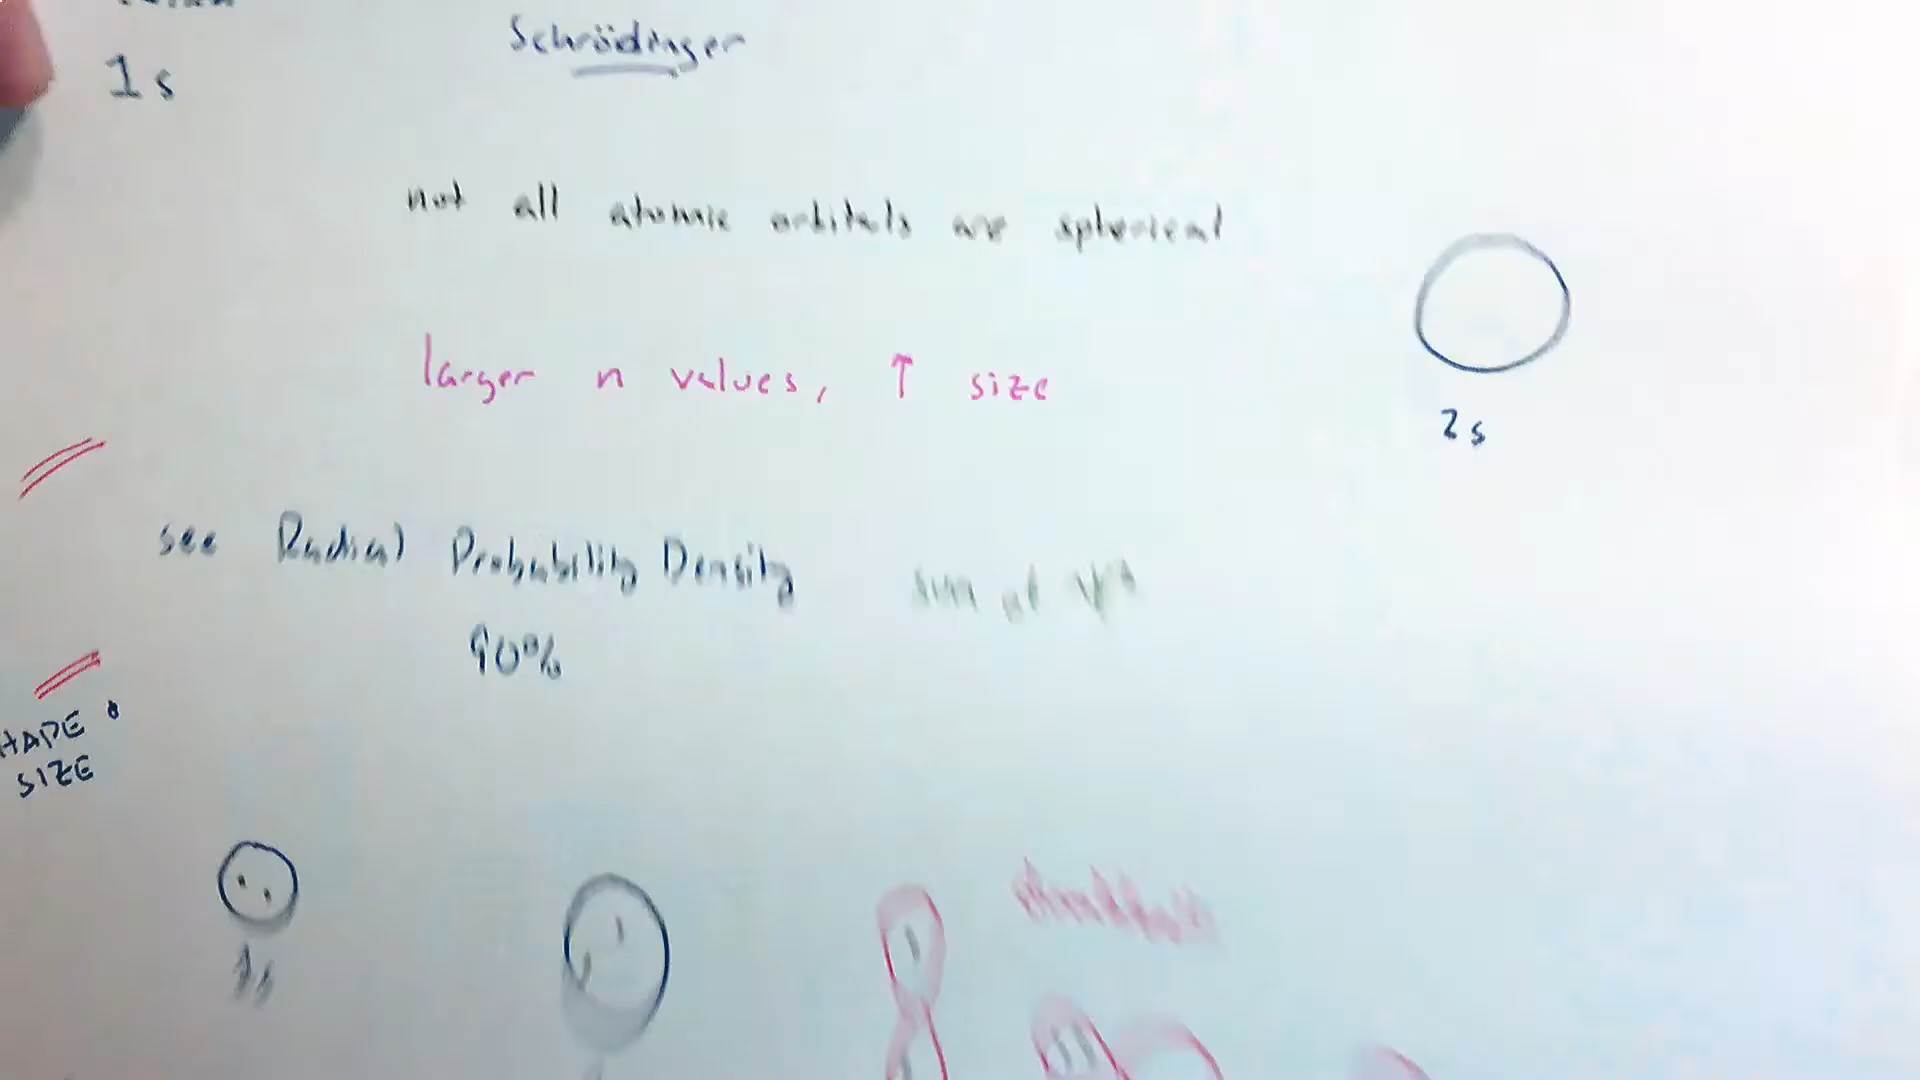 Schrödinger
1s
not all atomic orbitals are spherical
larger n values, ↑ size
2s
see Radial Probability Density
90%
HAPE
SIZE
1s